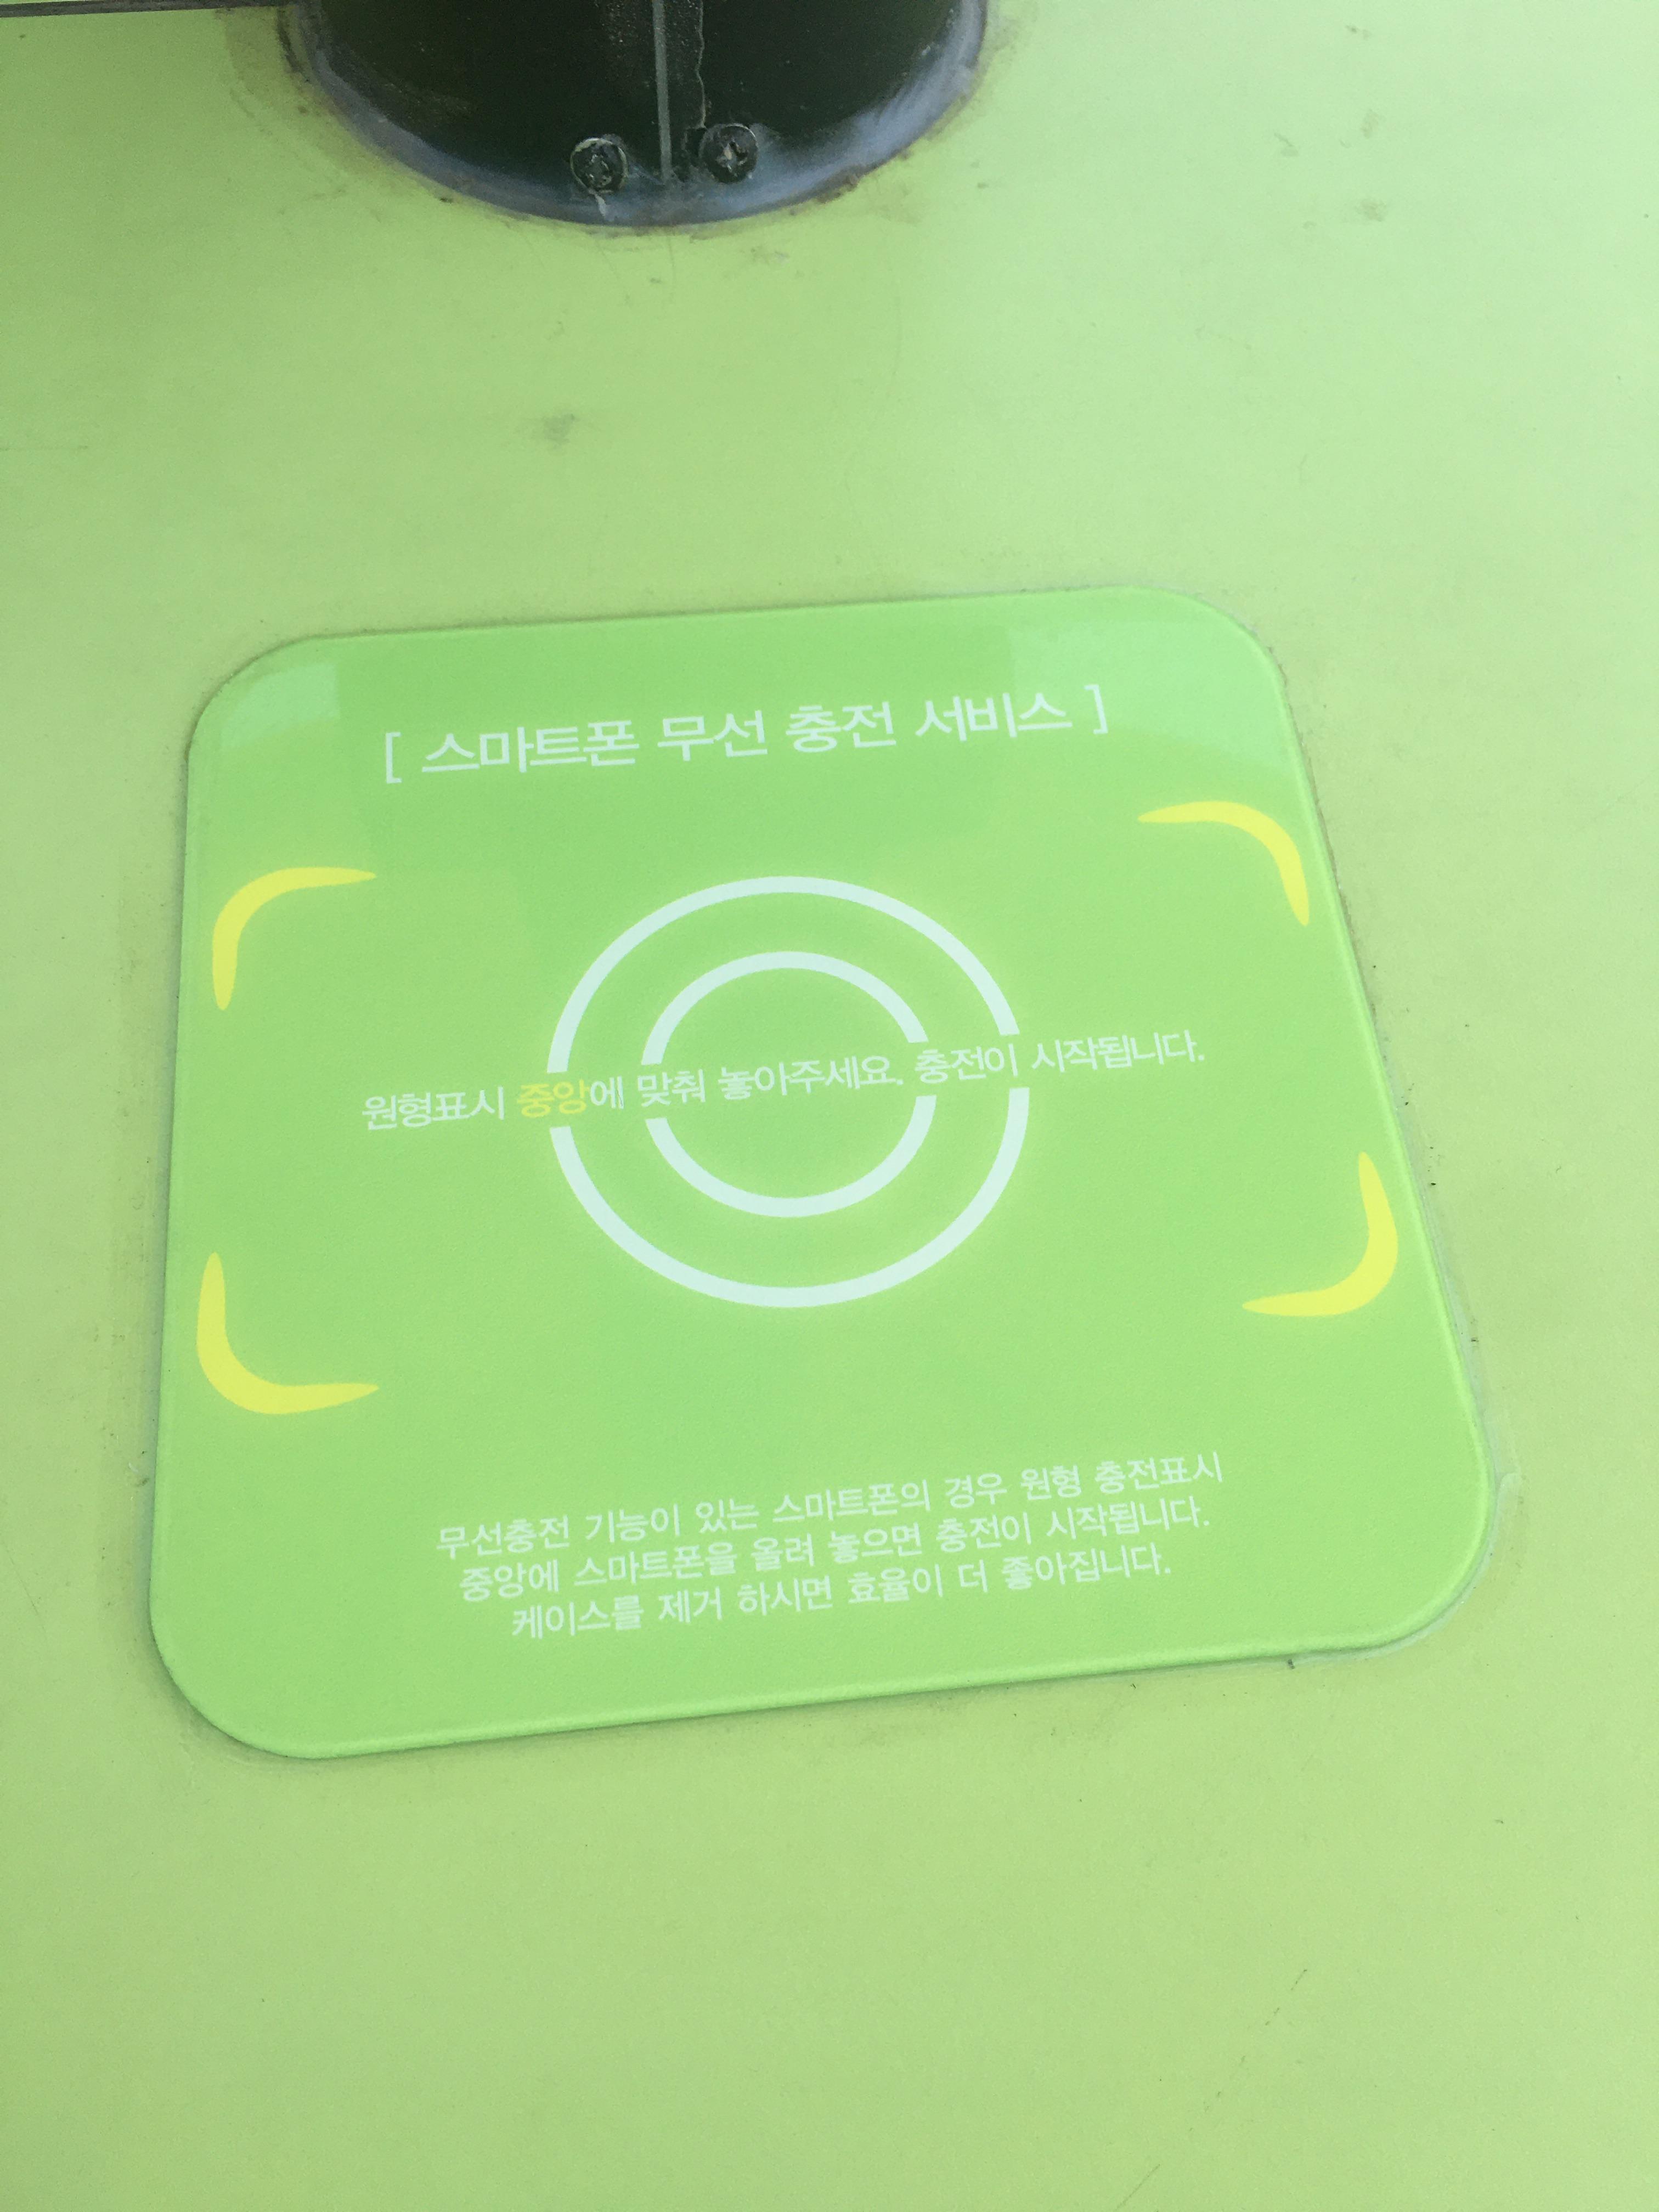 [ 스마트폰 무선 충전 서비스 ]
원형표시 중앙에 맞춰 놓아주세요. 충전이 시작됩니다.
무선충전 기능이 있는 스마트폰의 경우 원형 충전표시
중앙에 스마트폰을 올려 놓으면 충전이 시작됩니다.
케이스를 제거 하시면 효율이 더 좋아집니다.